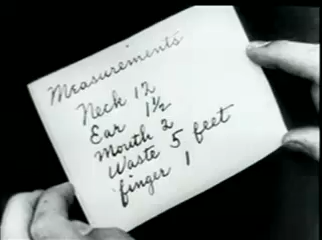 Measurements
Neck 12
Ear 1½
Mouth 2
Waste 5 feet
finger 1